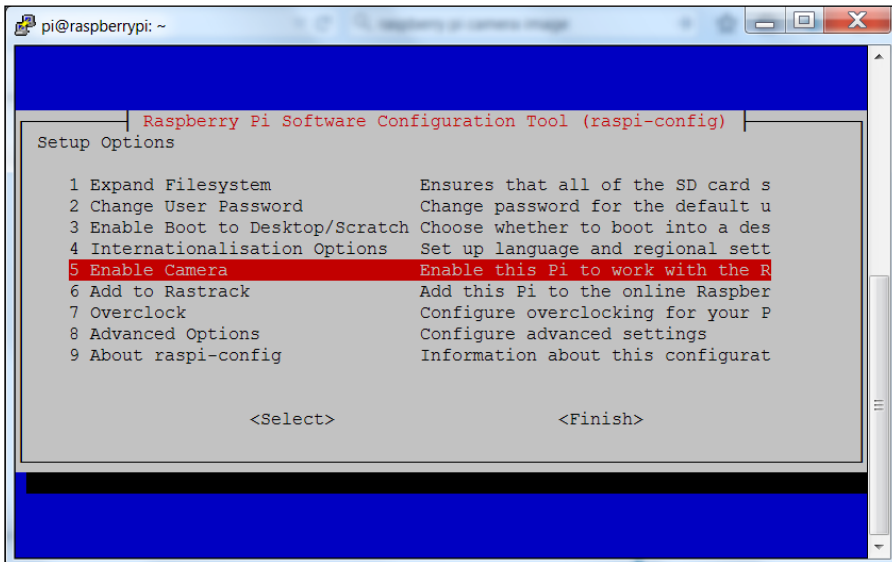 pi@raspberrypi: ~
raspberry pi camera image
Raspberry Pi Software Configuration Tool (raspi-config)
Setup Options
1 Expand Filesystem Ensures that all of the SD card s
2 Change User Password Change password for the default u
3 Enable Boot to Desktop/Scratch Choose whether to boot into a des
4 Internationalisation Options Set up language and regional sett
5 Enable Camera Enable this Pi to work with the R
6 Add to Rastrack Add this Pi to the online Raspber
7 Overclock Configure overclocking for your P
8 Advanced Options Configure advanced settings
9 About raspi-config Information about this configurat
<Select> <Finish>